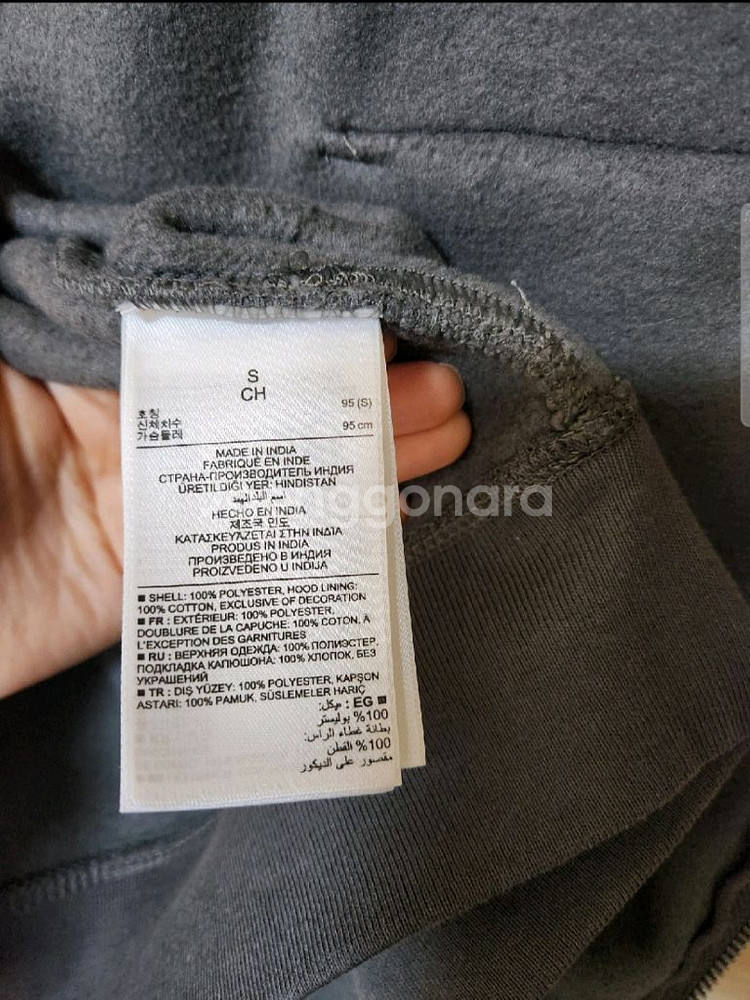 S
CH
호칭 95 (S)
신체치수
가슴둘레 95 cm
MADE IN INDIA
FABRIQUÉ EN INDE
СТРАНА-ПРОИЗВОДИТЕЛЬ ИНДИЯ
ÜRETILDIĞI YER: HINDISTAN
اسم البلد الهند
HECHO EN INDIA
제조국 인도
ΚΑΤΑΣΚΕΥΑΖΕΤΑΙ ΣΤΗΝ ΙΝΔΙΑ
PRODUS IN INDIA
ПРОИЗВЕДЕНО В ИНДИЯ
PROIZVEDENO U INDIJA
■ SHELL: 100% POLYESTER, HOOD LINING:
100% COTTON, EXCLUSIVE OF DECORATION
■ FR : EXTÉRIEUR: 100% POLYESTER,
DOUBLURE DE LA CAPUCHE: 100% COTON, A
L'EXCEPTION DES GARNITURES
■ RU : ВЕРХНЯЯ ОДЕЖДА: 100% ПОЛИЭСТЕР,
ПОДКЛАДКА КАПЮШОНА: 100% ХЛОПОК, БЕЗ
УКРАШЕНИЙ
■ TR : DIŞ YÜZEY: 100% POLYESTER, KAPŞON
ASTARI: 100% PAMUK, SÜSLEMELER HARIÇ
■ EG : هيكل:
100% بوليستر
بطانة غطاء الرأس:
100% القطن
مقصور على الديكور